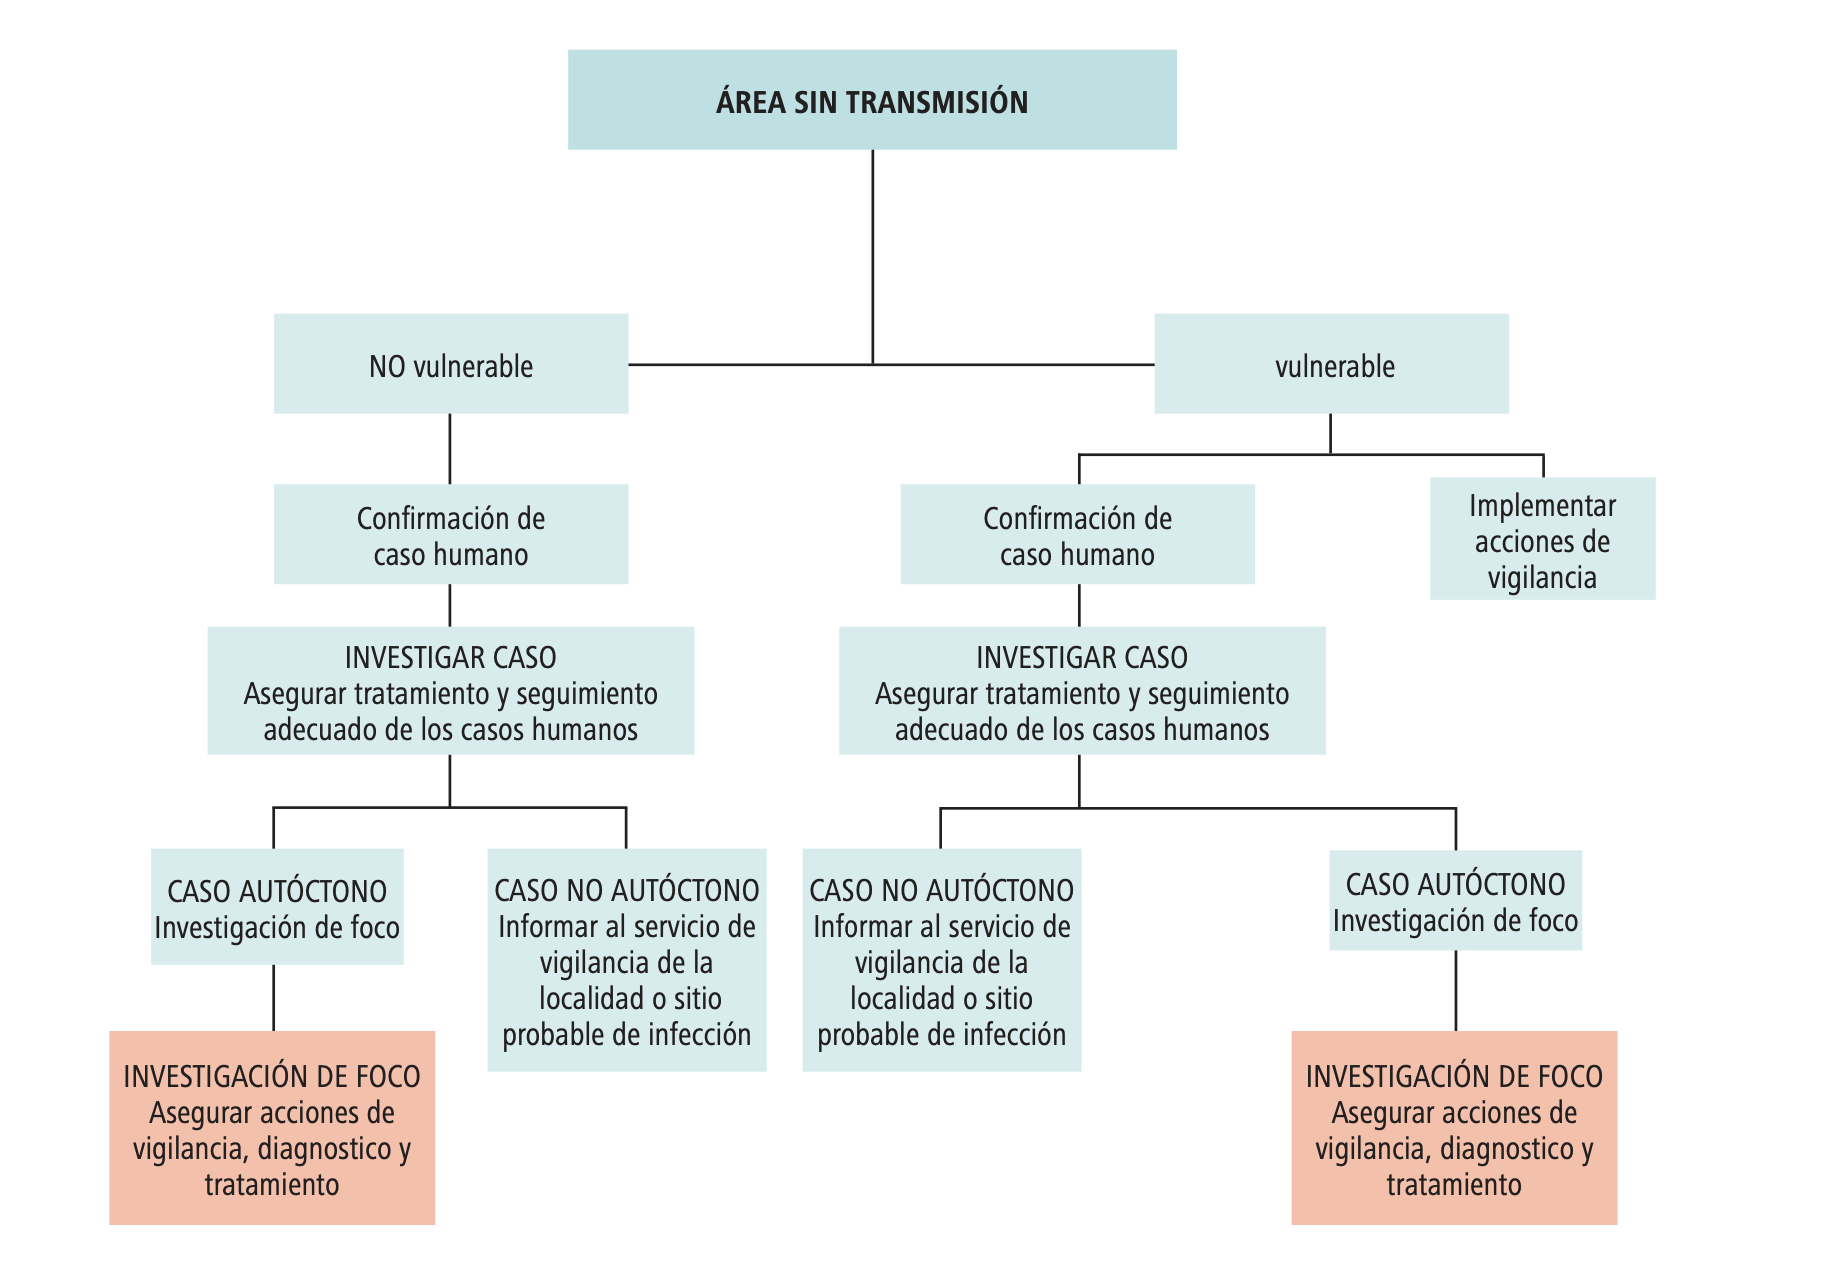 ÁREA SIN TRANSMISIÓN
NO vulnerable
vulnerable
Confirmación de
caso humano
Confirmación de
caso humano
Implementar
acciones de
vigilancia
INVESTIGAR CASO
Asegurar tratamiento y seguimiento
adecuado de los casos humanos
INVESTIGAR CASO
Asegurar tratamiento y seguimiento
adecuado de los casos humanos
CASO AUTÓCTONO
Investigación de foco
CASO NO AUTÓCTONO
Informar al servicio de
vigilancia de la
localidad o sitio
probable de infección
CASO NO AUTÓCTONO
Informar al servicio de
vigilancia de la
localidad o sitio
probable de infección
CASO AUTÓCTONO
Investigación de foco
INVESTIGACIÓN DE FOCO
Asegurar acciones de
vigilancia, diagnostico y
tratamiento
INVESTIGACIÓN DE FOCO
Asegurar acciones de
vigilancia, diagnostico y
tratamiento